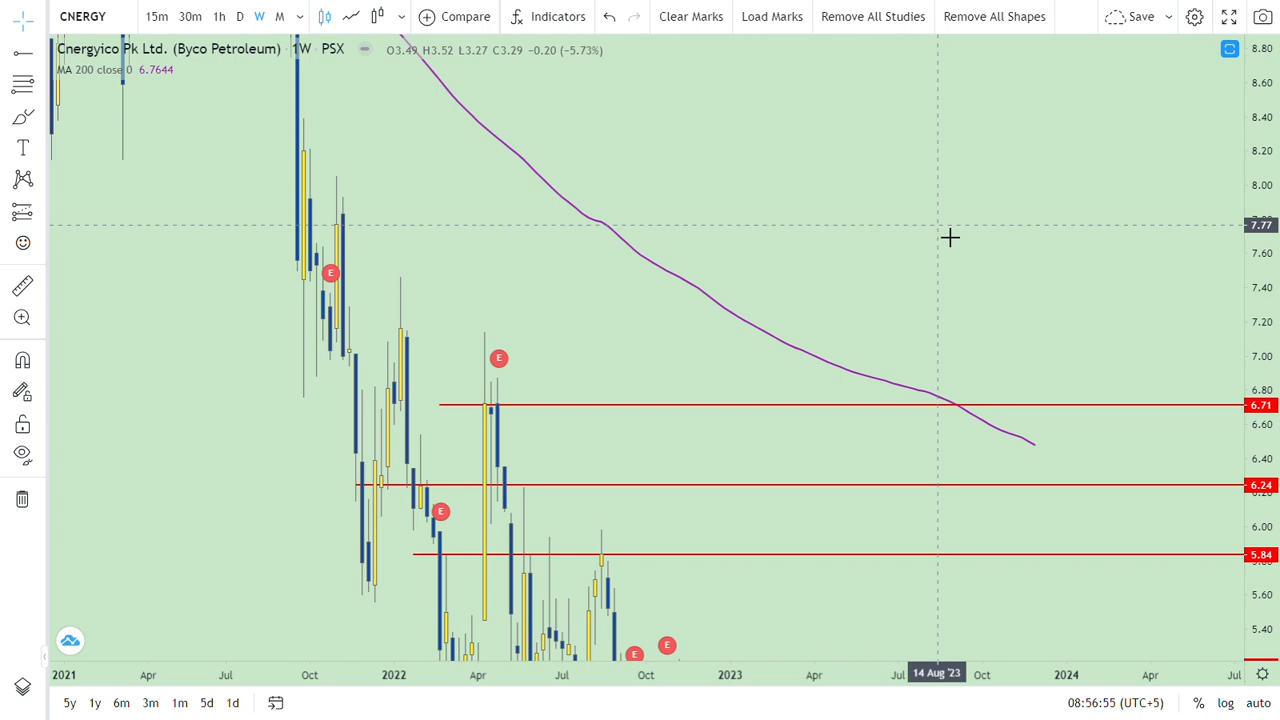 CNERGY 15m 30m 1h D W M Compare Indicators Clear Marks Load Marks Remove All Studies Remove All Shapes Save
Cnergyico Pk Ltd. (Byco Petroleum) 1W PSX O3.49 H3.52 L3.27 C3.29 −0.20 (−5.73%)
MA 200 close 0 6.7644
8.80
8.60
8.40
8.20
8.00
7.77
7.60
7.40
7.20
7.00
6.80
6.71
6.60
6.40
6.24
6.00
5.84
5.60
5.40
E
E
E
E
E
2021 Apr Jul Oct 2022 Apr Jul Oct 2023 Apr Jul 14 Aug '23 Oct 2024 Apr Jul
5y 1y 6m 3m 1m 5d 1d 08:56:55 (UTC+5) % log auto